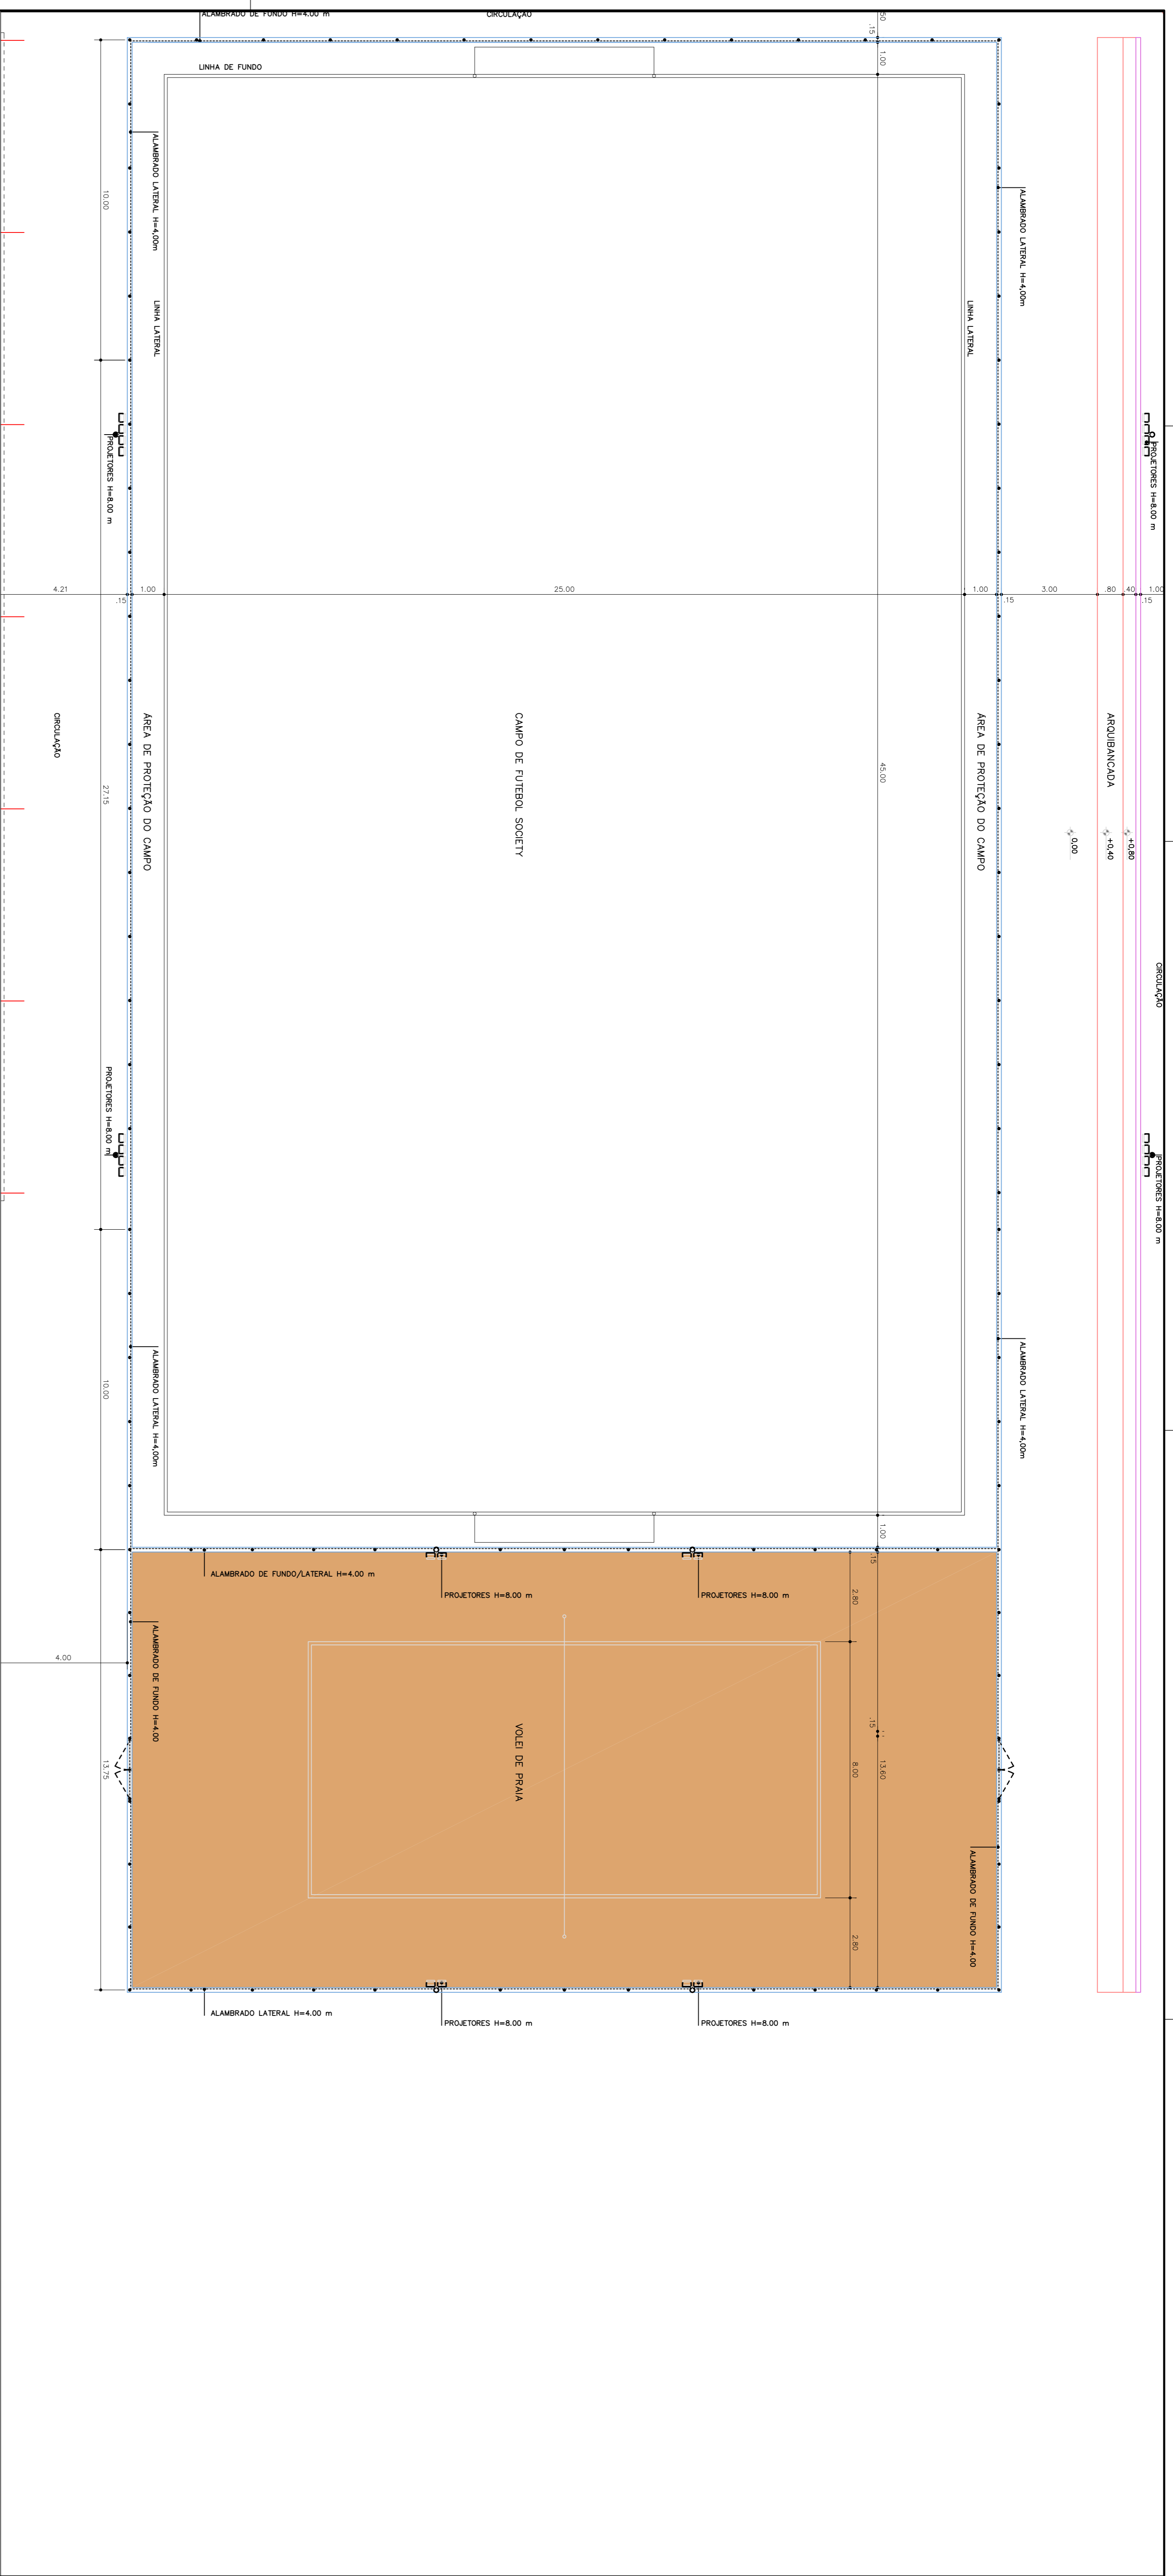 ALAMBRADO DE FUNDO H=4.00 m
CIRCULAÇÃO
.50
.15
1.00
LINHA DE FUNDO
ALAMBRADO LATERAL H=4,00m
ALAMBRADO LATERAL H=4,00m
10.00
LINHA LATERAL
LINHA LATERAL
PROJETORES H=8.00 m
PROJETORES H=8.00 m
4.21
.15
1.00
25.00
1.00
.15
3.00
.80
.40
.15
1.00
CIRCULAÇÃO
ÁREA DE PROTEÇÃO DO CAMPO
CAMPO DE FUTEBOL SOCIETY
45.00
ÁREA DE PROTEÇÃO DO CAMPO
ARQUIBANCADA
27.15
0,00
+0,40
+0,80
CIRCULAÇÃO
PROJETORES H=8.00 m
PROJETORES H=8.00 m
ALAMBRADO LATERAL H=4,00m
ALAMBRADO LATERAL H=4,00m
10.00
1.00
.15
ALAMBRADO DE FUNDO/LATERAL H=4.00 m
PROJETORES H=8.00 m
PROJETORES H=8.00 m
2.80
4.00
ALAMBRADO DE FUNDO H=4.00
VOLEI DE PRAIA
.15
13.75
8.00
13.60
ALAMBRADO DE FUNDO H=4.00
2.80
ALAMBRADO LATERAL H=4.00 m
PROJETORES H=8.00 m
PROJETORES H=8.00 m